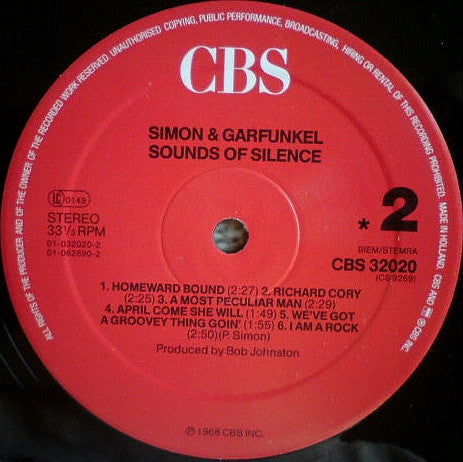 ALL RIGHTS OF THE PRODUCER AND OF THE OWNER OF THE RECORDED WORK RESERVED. UNAUTHORISED COPYING, PUBLIC PERFORMANCE, BROADCASTING, HIRING OR RENTAL OF THIS RECORDING PROHIBITED. MADE IN HOLLAND. CBS AND ARE ® CBS INC.
CBS
SIMON & GARFUNKEL
SOUNDS OF SILENCE
LC 0149
STEREO
33⅓ RPM
01-032020-2
01-062690-2
* 2
BIEM/STEMRA
CBS 32020
(CS 9269)
1. HOMEWARD BOUND (2:27) 2. RICHARD CORY
(2:25) 3. A MOST PECULIAR MAN (2:29)
4. APRIL COME SHE WILL (1:49) 5. WE'VE GOT
A GROOVEY THING GOIN' (1:55) 6. I AM A ROCK
(2:50)(P. Simon)
Produced by Bob Johnston
℗ 1968 CBS INC.